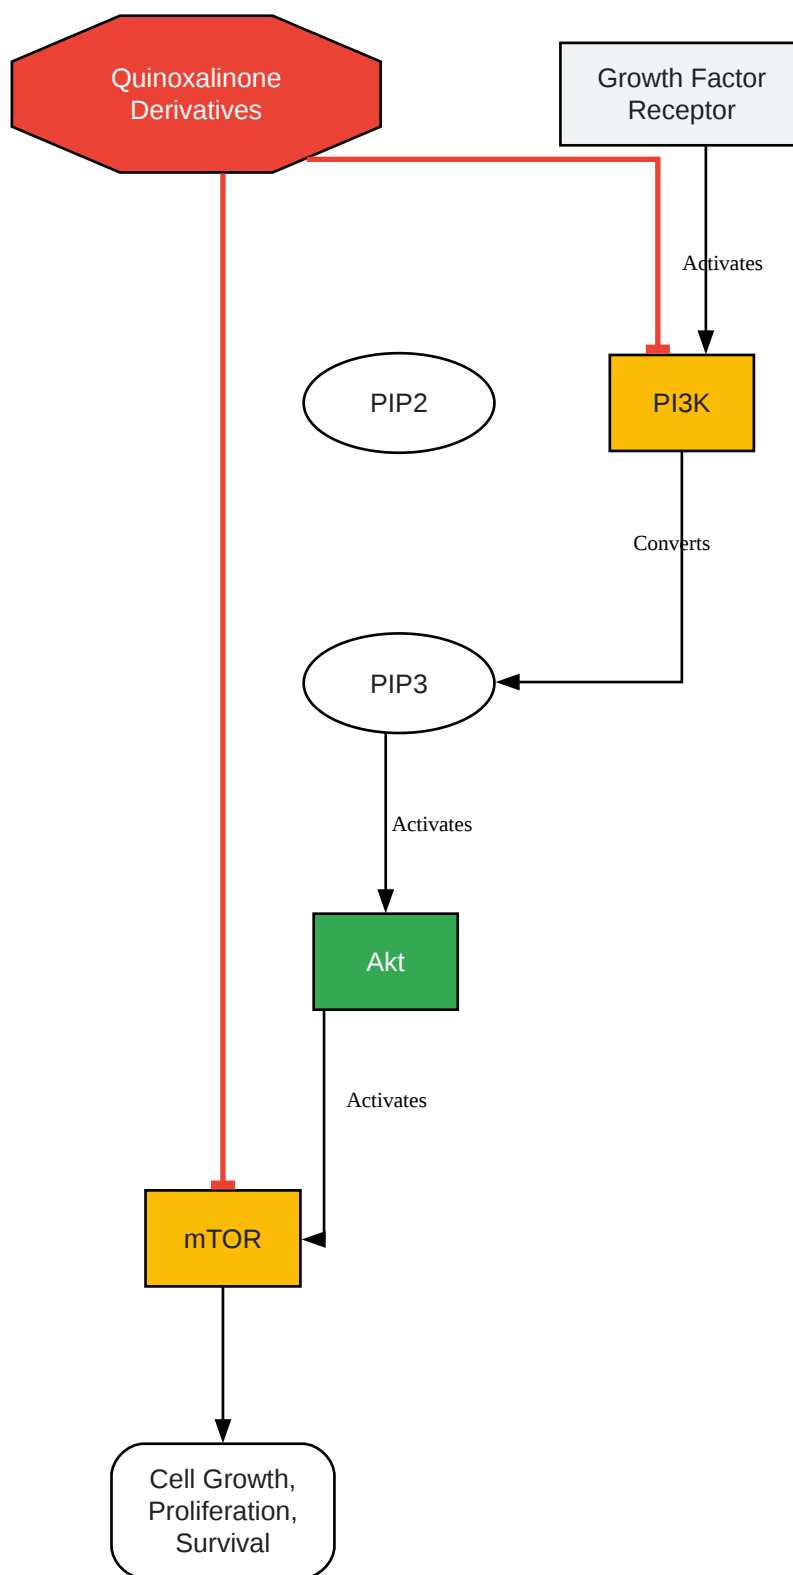 Quinoxalinone
Derivatives
Growth Factor
Receptor
Activates
PIP2
PI3K
Converts
PIP3
Activates
Akt
Activates
mTOR
Cell Growth,
Proliferation,
Survival